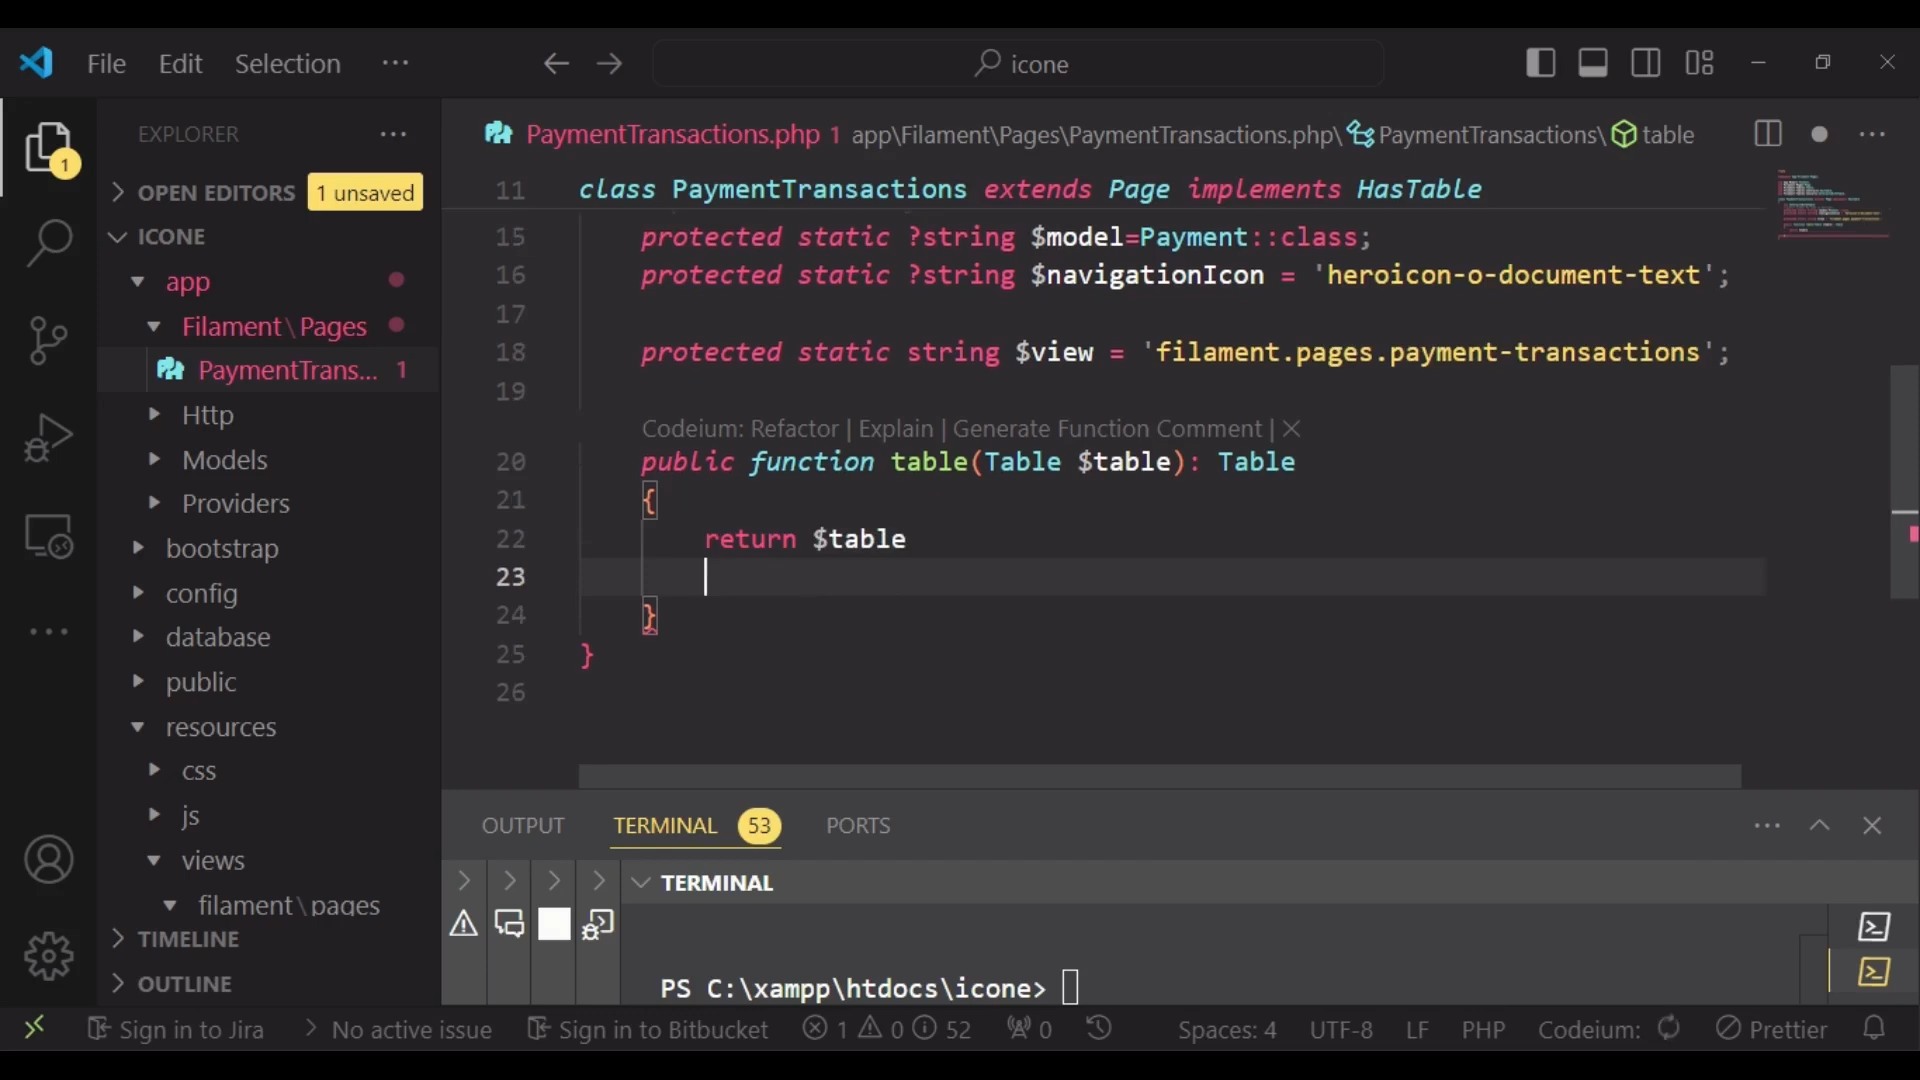 File Edit Selection ··· icone
EXPLORER ···
OPEN EDITORS 1 unsaved
ICONE
app
Filament\Pages
PaymentTrans... 1
Http
Models
Providers
bootstrap
config
database
public
resources
css
js
views
filament\pages
TIMELINE
OUTLINE
1
PaymentTransactions.php 1 app\Filament\Pages\PaymentTransactions.php\ PaymentTransactions\ table
11 class PaymentTransactions extends Page implements HasTable
15 protected static ?string $model=Payment::class;
16 protected static ?string $navigationIcon = 'heroicon-o-document-text';
17
18 protected static string $view = 'filament.pages.payment-transactions';
19
Codeium: Refactor | Explain | Generate Function Comment | ×
20 public function table(Table $table): Table
21 {
22 return $table
23
24 }
25 }
26
OUTPUT TERMINAL 53 PORTS
TERMINAL
PS C:\xampp\htdocs\icone>
Sign in to Jira No active issue Sign in to Bitbucket 1 0 52 0 Spaces: 4 UTF-8 LF PHP Codeium: Prettier